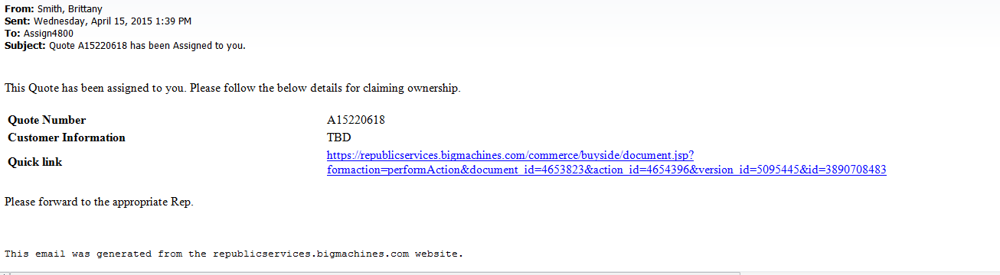 From: Smith, Brittany
Sent: Wednesday, April 15, 2015 1:39 PM
To: Assign4800
Subject: Quote A15220618 has been Assigned to you.
This Quote has been assigned to you. Please follow the below details for claiming ownership.
Quote Number A15220618
Customer Information TBD
Quick link https://republicservices.bigmachines.com/commerce/buyside/document.jsp?
formaction=performAction&document_id=4653823&action_id=4654396&version_id=5095445&id=3890708483
Please forward to the appropriate Rep.
This email was generated from the republicservices.bigmachines.com website.